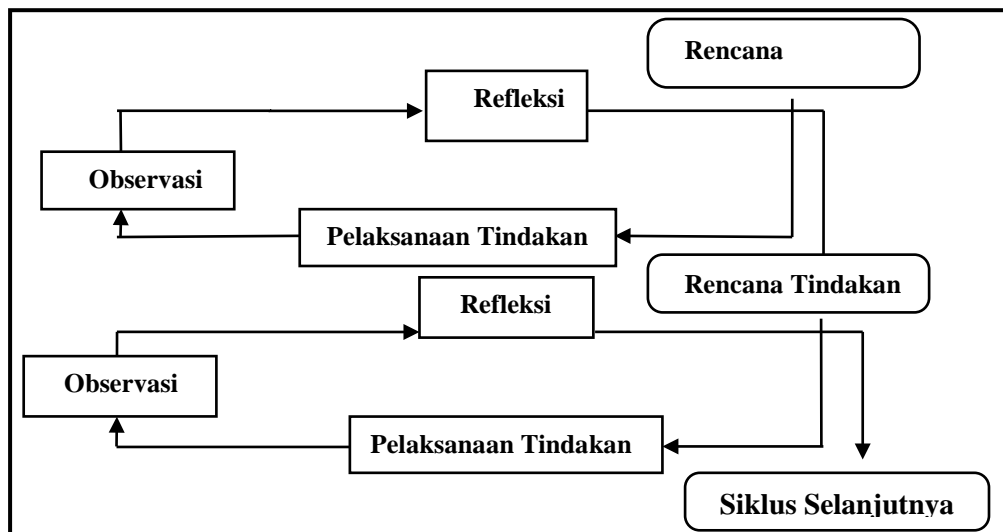 Rencana
Refleksi
Observasi
Pelaksanaan Tindakan
Rencana Tindakan
Refleksi
Observasi
Pelaksanaan Tindakan
Siklus Selanjutnya